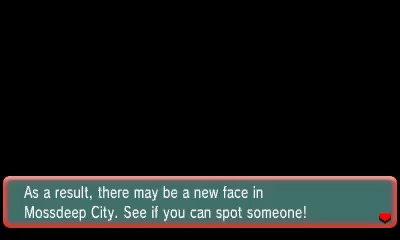 As a result, there may be a new face in
Mossdeep City. See if you can spot someone!